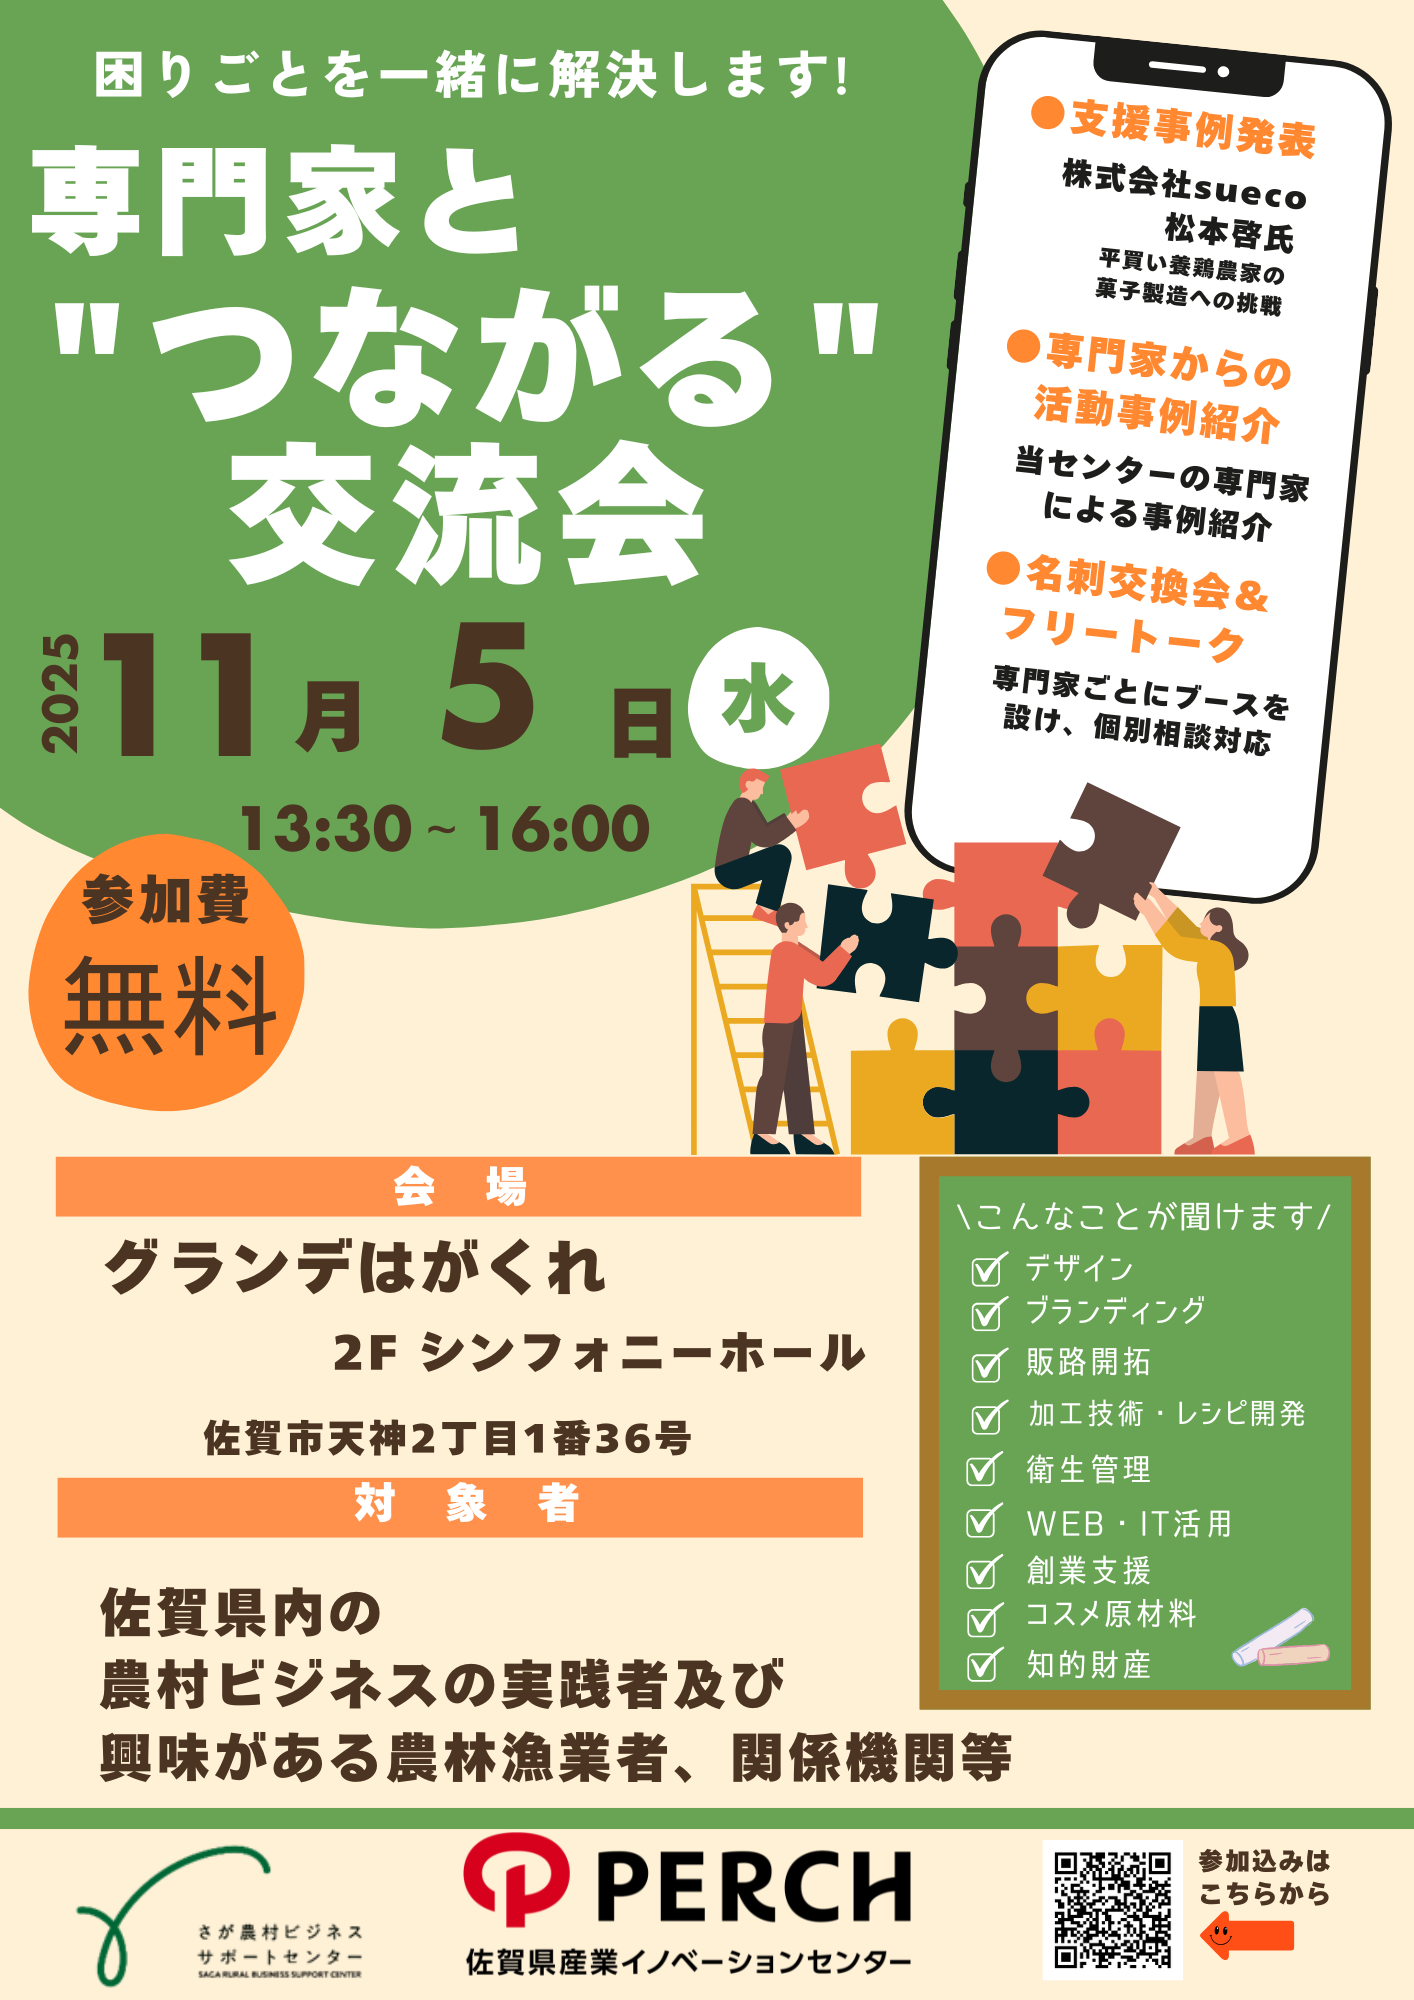 困りごとを一緒に解決します!
専門家と
"つながる"
交流会
2025
11月 5 日 水
13:30 ~ 16:00
参加費
無料
●支援事例発表
株式会社sueco
松本啓氏
平買い養鶏農家の
菓子製造への挑戦
●専門家からの
活動事例紹介
当センターの専門家
による事例紹介
●名刺交換会&
フリートーク
専門家ごとにブースを
設け、個別相談対応
会 場
グランデはがくれ
2F シンフォニーホール
佐賀市天神2丁目1番36号
対 象 者
佐賀県内の
農村ビジネスの実践者及び
興味がある農林漁業者、関係機関等
\こんなことが聞けます/
デザイン
ブランディング
販路開拓
加工技術・レシピ開発
衛生管理
WEB・IT活用
創業支援
コスメ原材料
知的財産
さが農村ビジネス
サポートセンター
SAGA RURAL BUSINESS SUPPORT CENTER
PERCH
佐賀県産業イノベーションセンター
参加込みは
こちらから